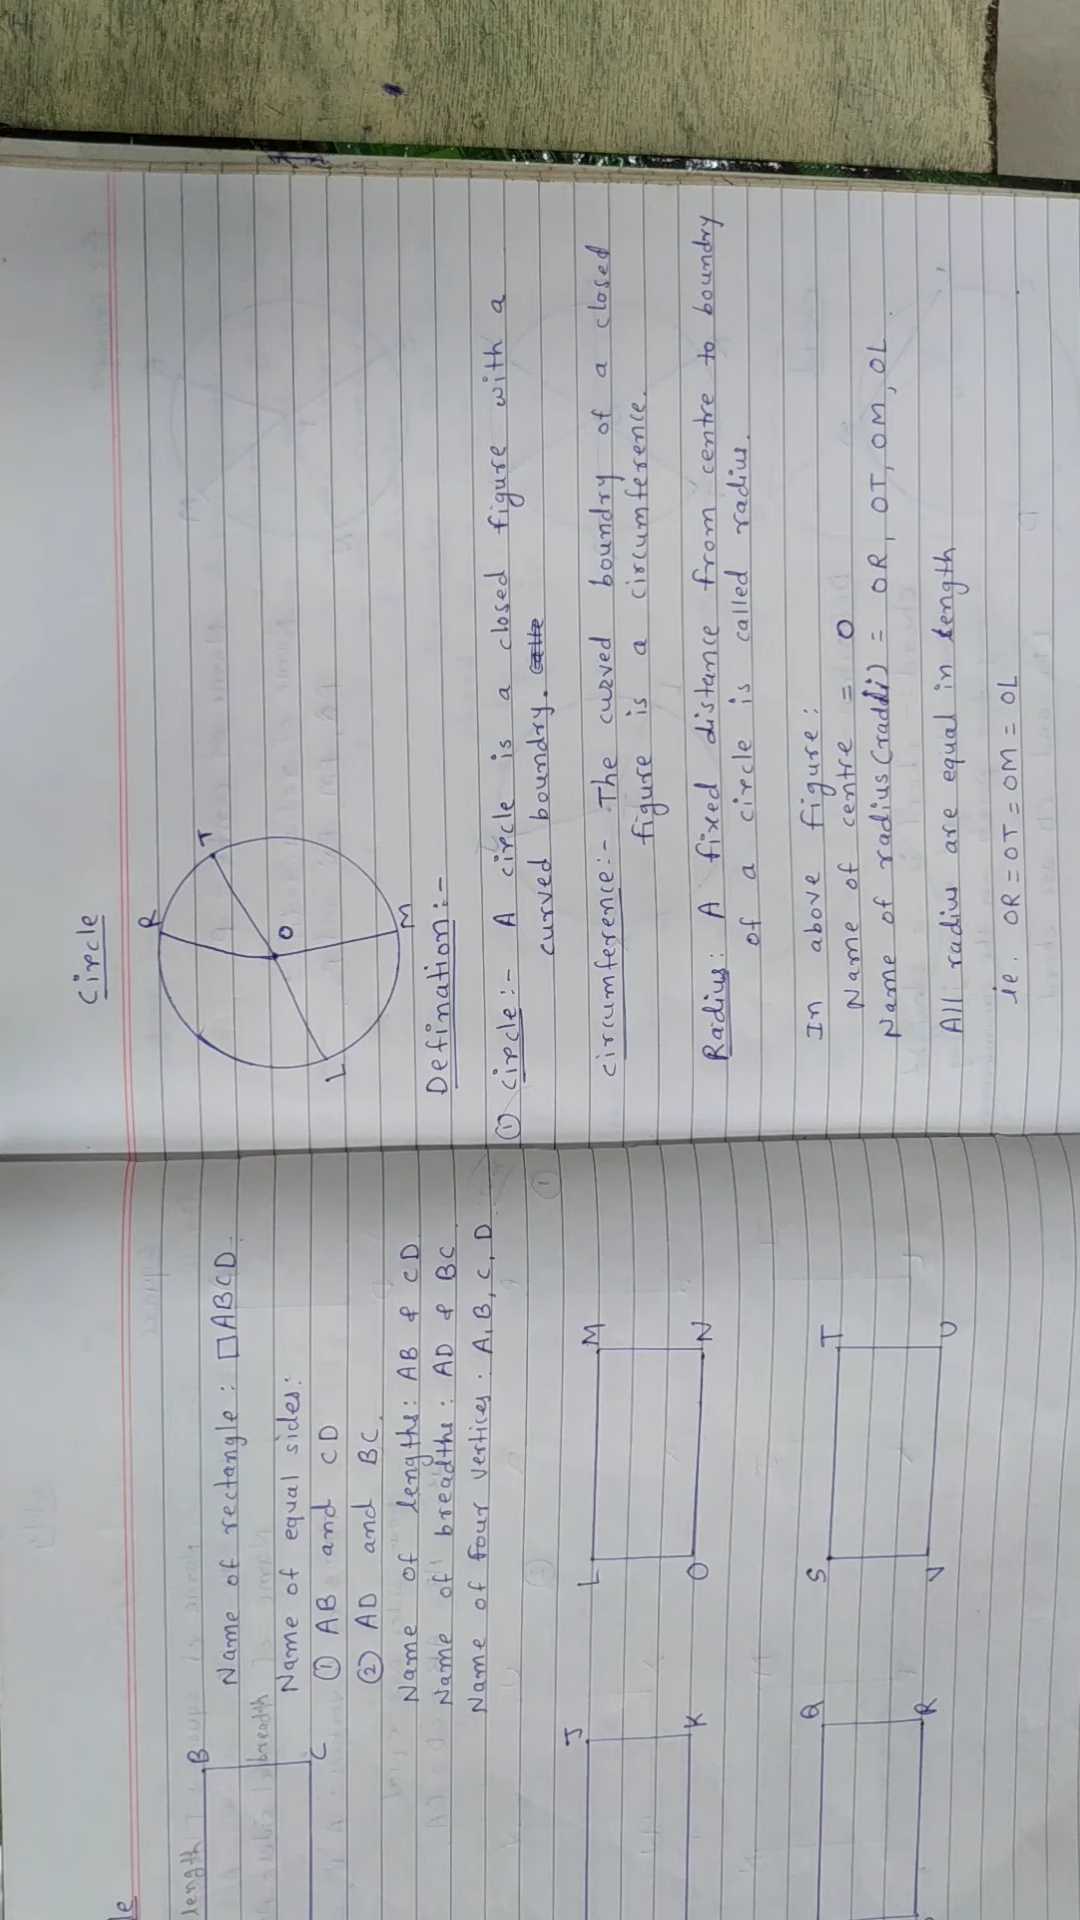 le
length
B
C
Name of rectangle : □ABCD.
Name of equal sides:
① AB and CD
② AD and BC.
Name of lengths: AB & CD
Name of breadths: AD & BC
Name of four vertices: A, B, C, D
J
K
L
M
O
N
Q
R
S
T
V
U
Circle
R
T
O
L
M
Defination:-
① circle:- A circle is a closed figure with a
curved boundry.
circumference:- The curved boundry of a closed
figure is a circumference.
Radius: A fixed distance from centre to boundry
of a circle is called radius.
In above figure:
Name of centre = O
Name of radius (raddi) = OR, OT, OM, OL
All radius are equal in length
ie. OR = OT = OM = OL